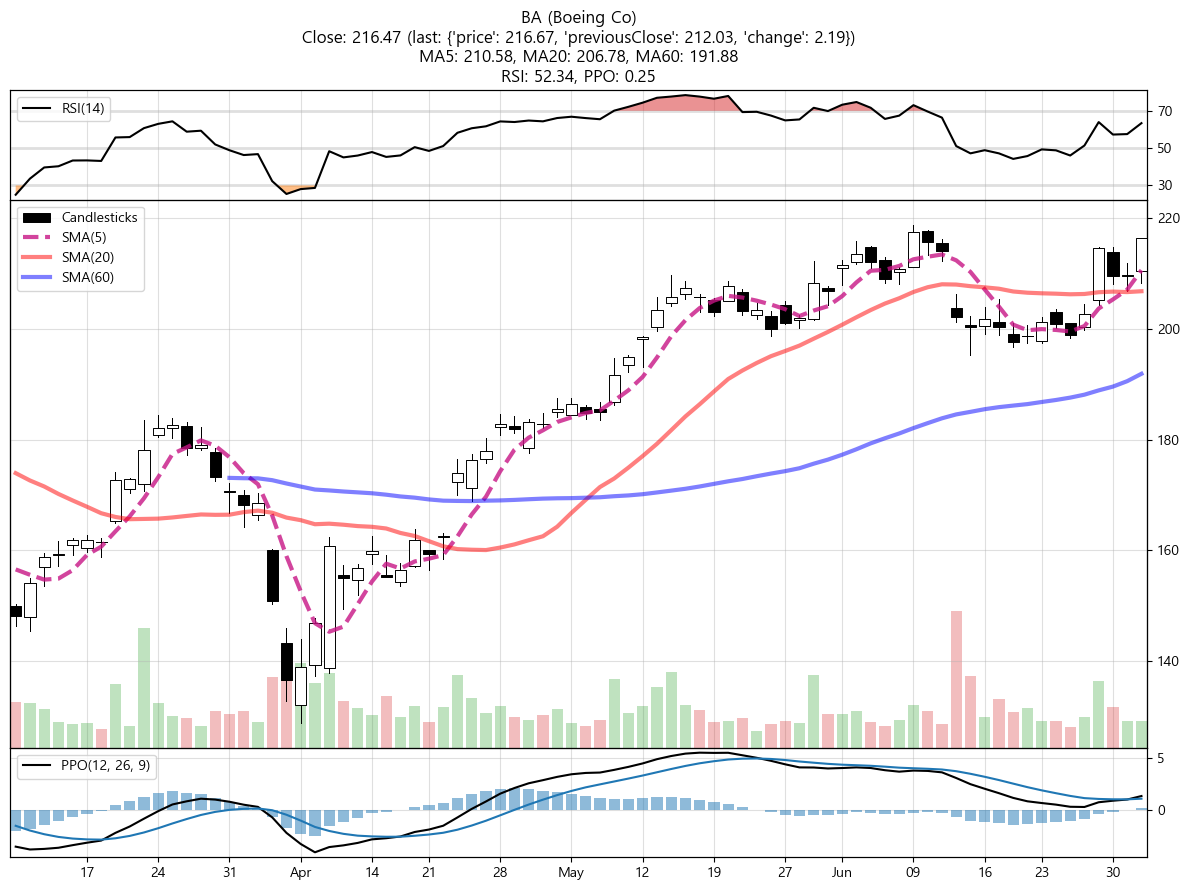 BA (Boeing Co)
Close: 216.47 (last: {'price': 216.67, 'previousClose': 212.03, 'change': 2.19})
MA5: 210.58, MA20: 206.78, MA60: 191.88
RSI: 52.34, PPO: 0.25
RSI(14)
70
50
30
Candlesticks
SMA(5)
SMA(20)
SMA(60)
220
200
180
160
140
PPO(12, 26, 9)
5
0
17 24 31 Apr 14 21 28 May 12 19 27 Jun 09 16 23 30